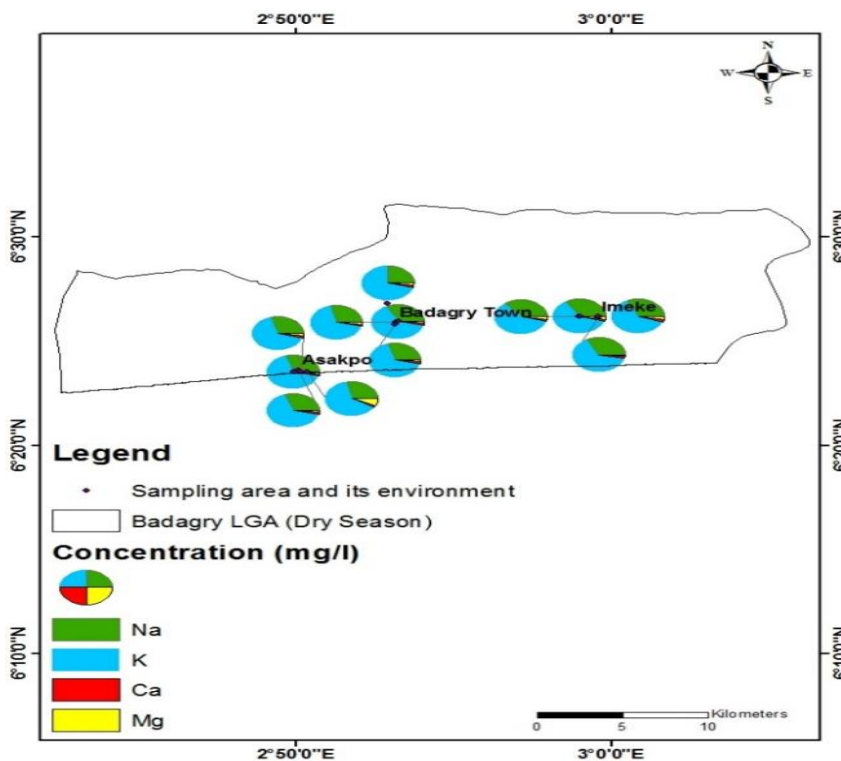 2°50'0"E 3°0'0"E
N
W E
S
6°30'0"N 6°30'0"N
Imeke
Badagry Town
Asakpo
6°20'0"N 6°20'0"N
Legend
Sampling area and its environment
Badagry LGA (Dry Season)
Concentration (mg/l)
Na
K
Ca
Mg
6°10'0"N 6°10'0"N
Kilometers
0 5 10
2°50'0"E 3°0'0"E